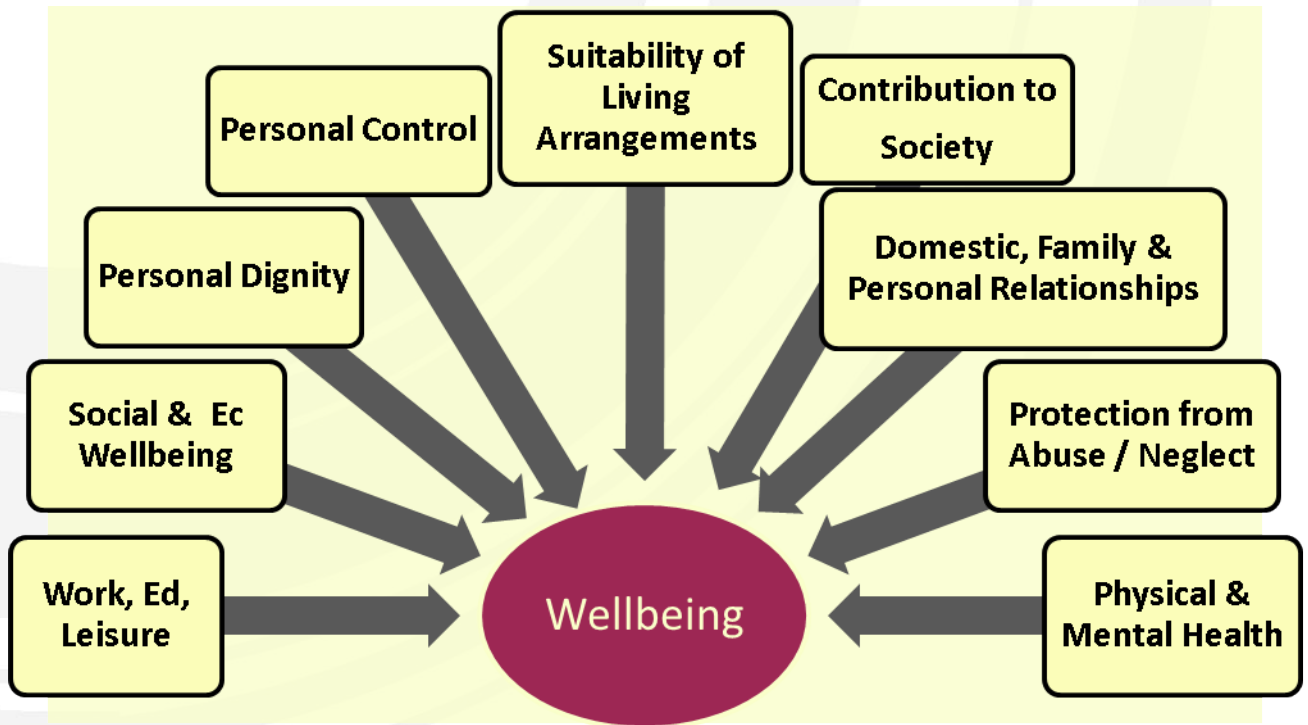 Suitability of
Living
Arrangements
Contribution to
Society
Personal Control
Domestic, Family &
Personal Relationships
Personal Dignity
Social &  Ec
Wellbeing
Protection from
Abuse / Neglect
Work, Ed,
Leisure
Wellbeing
Physical &
Mental Health